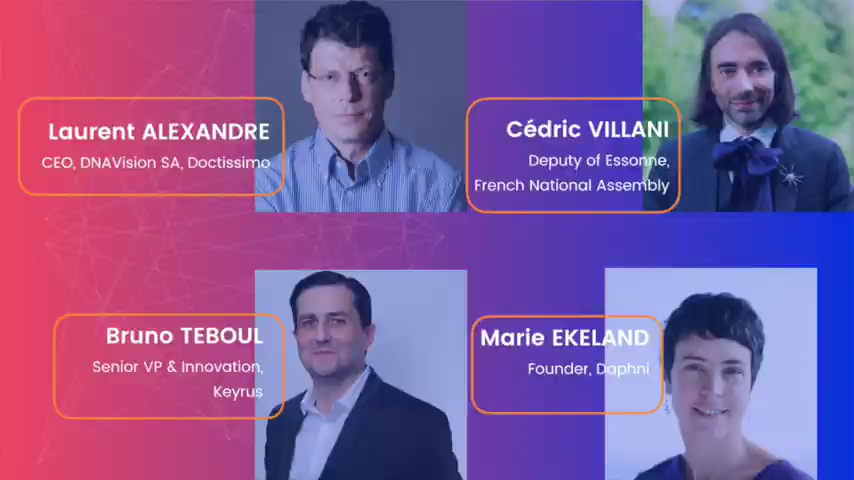 Laurent ALEXANDRE
CEO, DNAVision SA, Doctissimo
Cédric VILLANI
Deputy of Essonne,
French National Assembly
Bruno TEBOUL
Senior VP & Innovation,
Keyrus
Marie EKELAND
Founder, Daphni